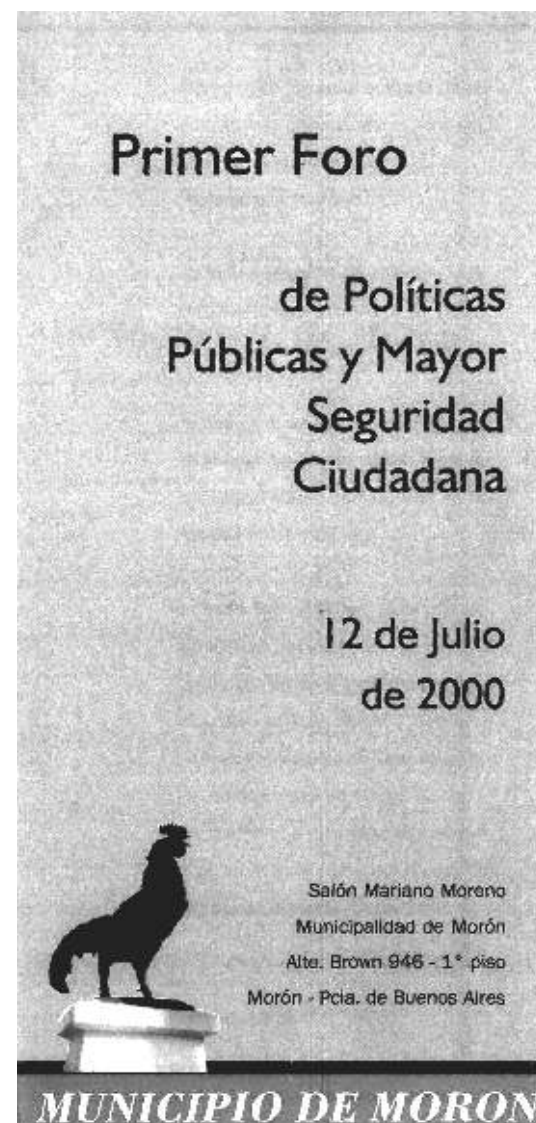 Primer Foro
de Políticas
Públicas y Mayor
Seguridad
Ciudadana
12 de Julio
de 2000
Salón Mariano Moreno
Municipalidad de Morón
Alte. Brown 946 - 1° piso
Morón - Pcia. de Buenos Aires
MUNICIPIO DE MORON